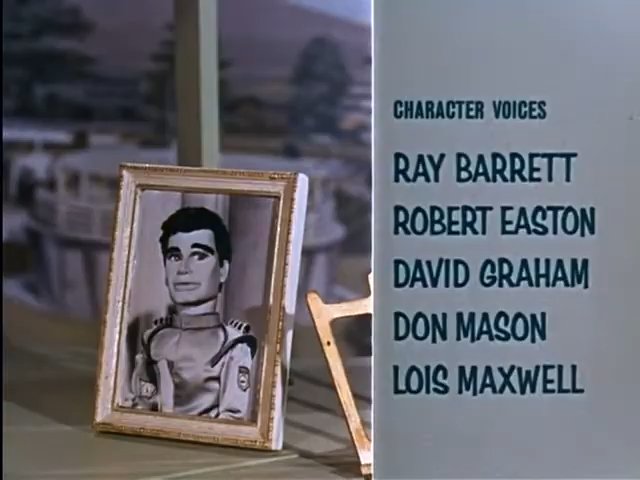 CHARACTER VOICES
RAY BARRETT
ROBERT EASTON
DAVID GRAHAM
DON MASON
LOIS MAXWELL